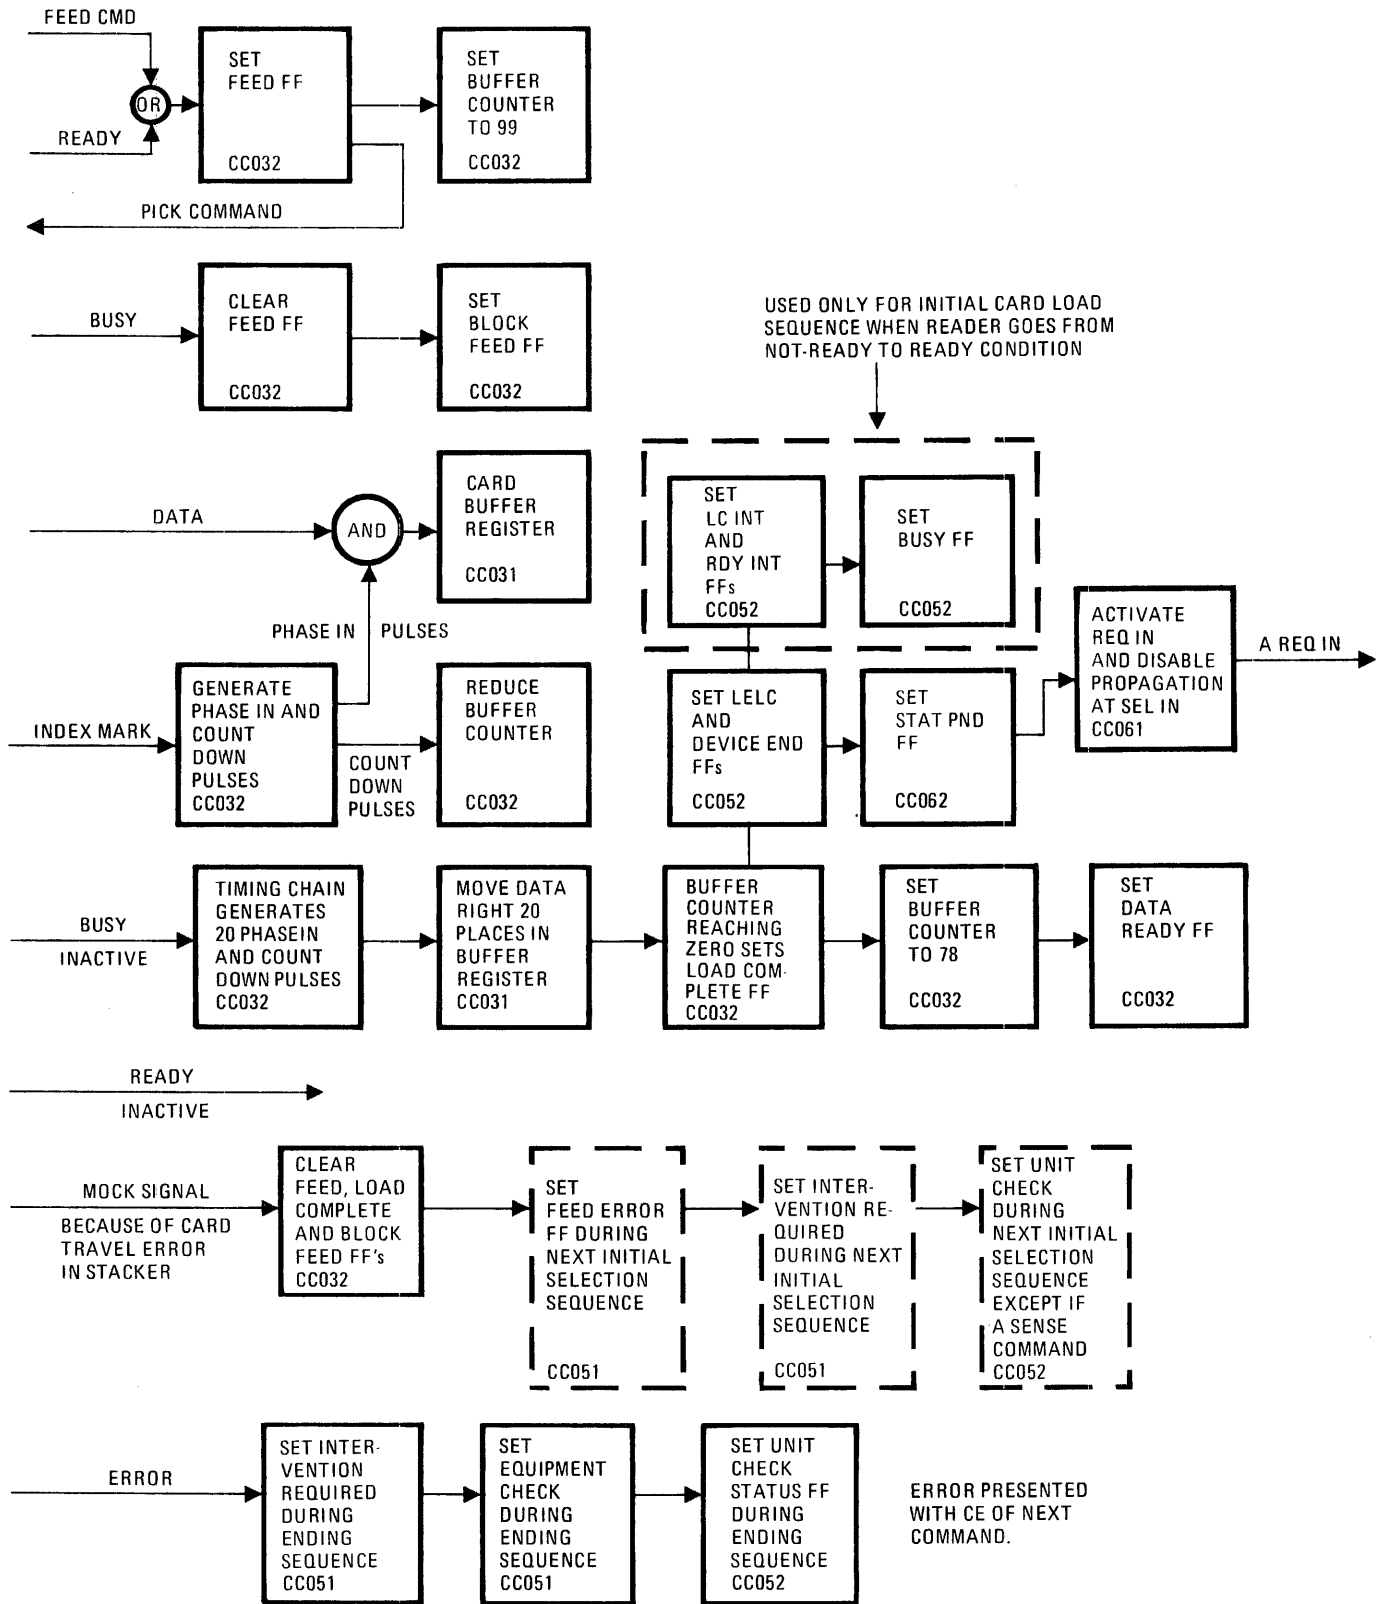 FEED CMD
OR
READY
SET
FEED FF
CC032
SET
BUFFER
COUNTER
TO 99
CC032
PICK COMMAND
BUSY
CLEAR
FEED FF
CC032
SET
BLOCK
FEED FF
CC032
USED ONLY FOR INITIAL CARD LOAD
SEQUENCE WHEN READER GOES FROM
NOT-READY TO READY CONDITION
DATA
AND
CARD
BUFFER
REGISTER
CC031
PHASE IN PULSES
SET
LC INT
AND
RDY INT
FFs
CC052
SET
BUSY FF
CC052
INDEX MARK
GENERATE
PHASE IN AND
COUNT
DOWN
PULSES
CC032
COUNT
DOWN
PULSES
REDUCE
BUFFER
COUNTER
CC032
SET LELC
AND
DEVICE END
FFs
CC052
SET
STAT PND
FF
CC062
ACTIVATE
REQ IN
AND DISABLE
PROPAGATION
AT SEL IN
CC061
A REQ IN
BUSY
INACTIVE
TIMING CHAIN
GENERATES
20 PHASEIN
AND COUNT
DOWN PULSES
CC032
MOVE DATA
RIGHT 20
PLACES IN
BUFFER
REGISTER
CC031
BUFFER
COUNTER
REACHING
ZERO SETS
LOAD COM-
PLETE FF
CC032
SET
BUFFER
COUNTER
TO 78
CC032
SET
DATA
READY FF
CC032
READY
INACTIVE
MOCK SIGNAL
BECAUSE OF CARD
TRAVEL ERROR
IN STACKER
CLEAR
FEED, LOAD
COMPLETE
AND BLOCK
FEED FF's
CC032
SET
FEED ERROR
FF DURING
NEXT INITIAL
SELECTION
SEQUENCE
CC051
SET INTER-
VENTION RE-
QUIRED
DURING NEXT
INITIAL
SELECTION
SEQUENCE
CC051
SET UNIT
CHECK
DURING
NEXT INITIAL
SELECTION
SEQUENCE
EXCEPT IF
A SENSE
COMMAND
CC052
ERROR
SET INTER-
VENTION
REQUIRED
DURING
ENDING
SEQUENCE
CC051
SET
EQUIPMENT
CHECK
DURING
ENDING
SEQUENCE
CC051
SET UNIT
CHECK
STATUS FF
DURING
ENDING
SEQUENCE
CC052
ERROR PRESENTED
WITH CE OF NEXT
COMMAND.